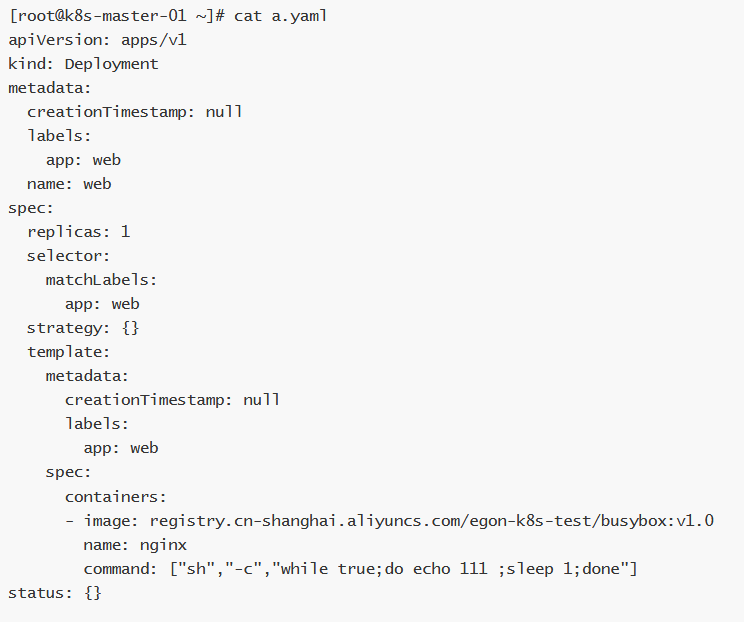 [root@k8s-master-01 ~]# cat a.yaml
apiVersion: apps/v1
kind: Deployment
metadata:
  creationTimestamp: null
  labels:
    app: web
  name: web
spec:
  replicas: 1
  selector:
    matchLabels:
      app: web
  strategy: {}
  template:
    metadata:
      creationTimestamp: null
      labels:
        app: web
    spec:
      containers:
      - image: registry.cn-shanghai.aliyuncs.com/egon-k8s-test/busybox:v1.0
        name: nginx
        command: ["sh","-c","while true;do echo 111 ;sleep 1;done"]
status: {}